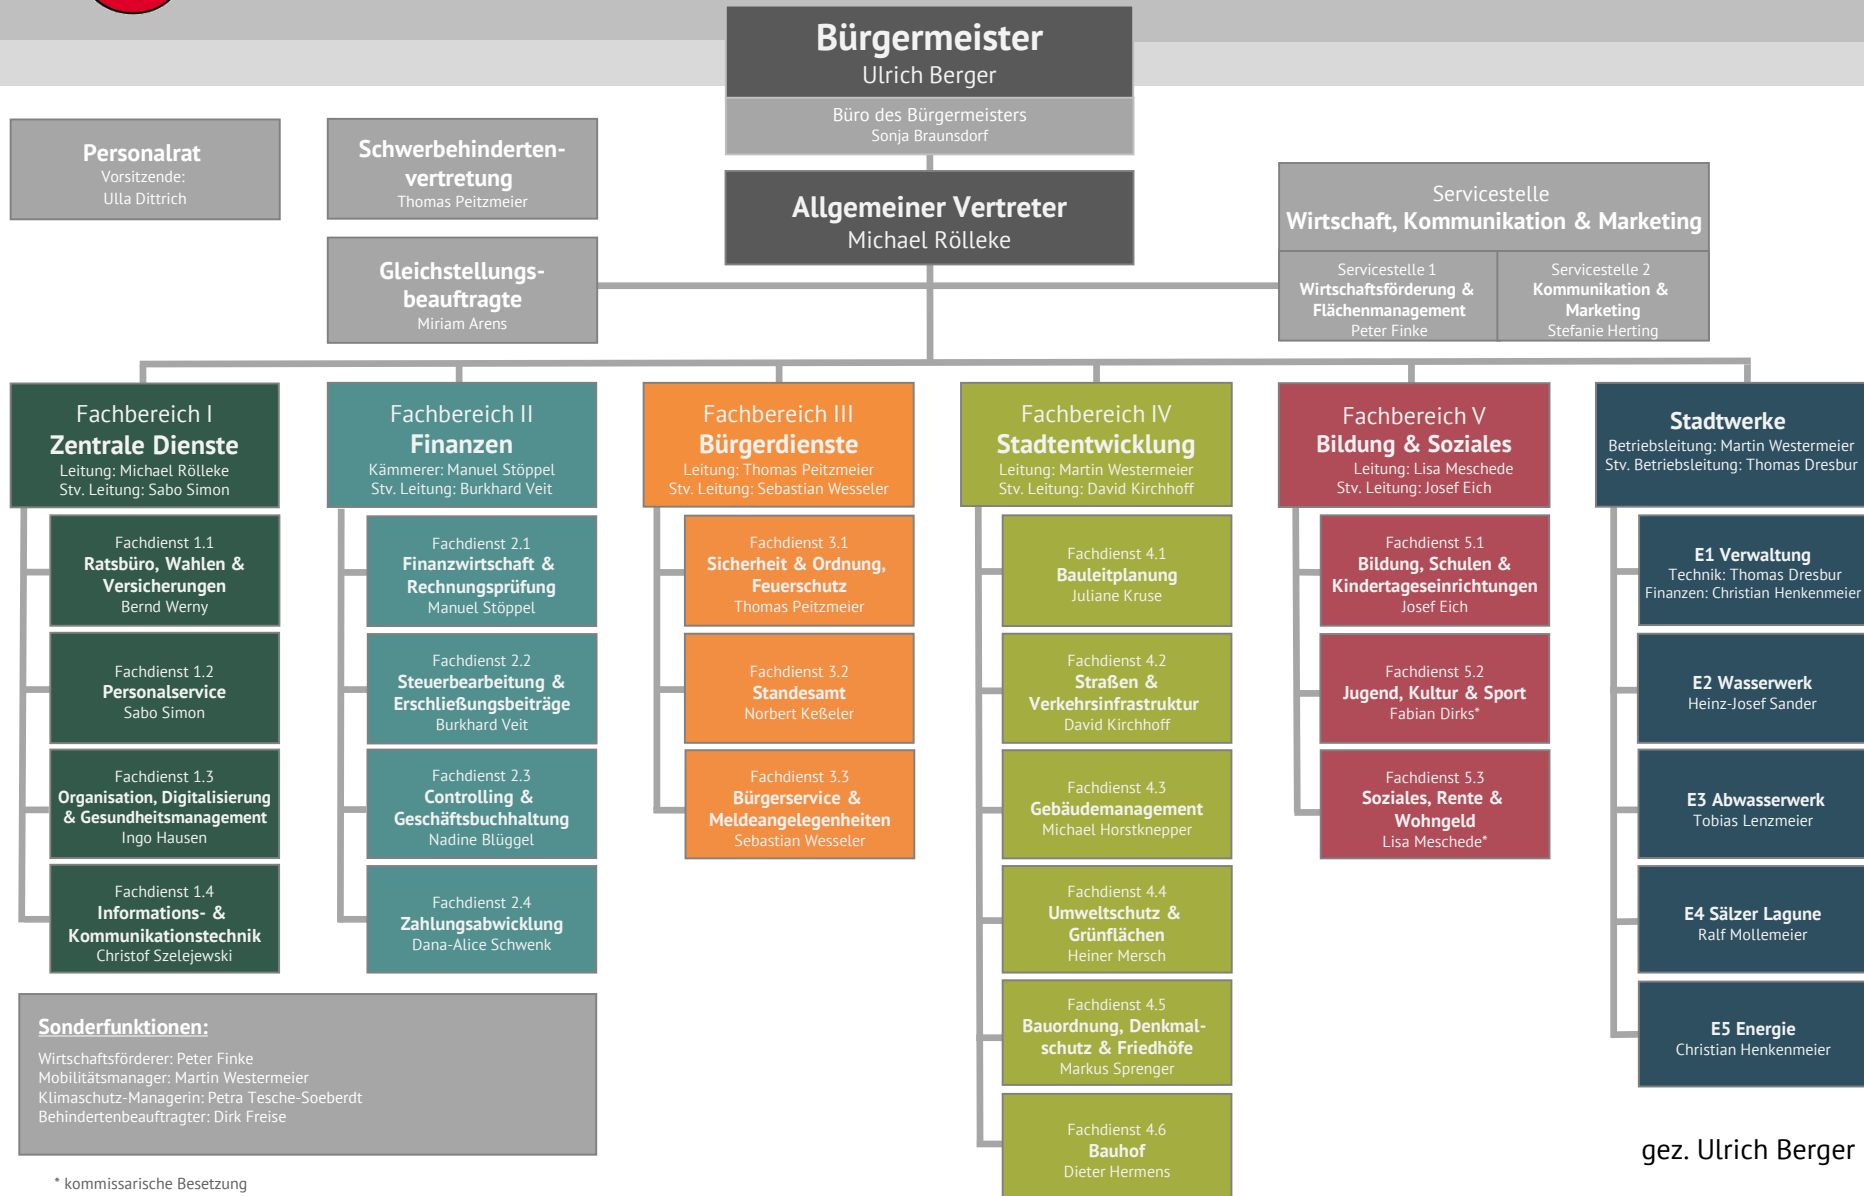 Bürgermeister
Ulrich Berger
Büro des Bürgermeisters
Sonja Braunsdorf
Personalrat
Vorsitzende:
Ulla Dittrich
Schwerbehinderten-
vertretung
Thomas Peitzmeier
Allgemeiner Vertreter
Michael Rölleke
Gleichstellungs-
beauftragte
Miriam Arens
Servicestelle
Wirtschaft, Kommunikation & Marketing
Servicestelle 1
Wirtschaftsförderung &
Flächenmanagement
Peter Finke
Servicestelle 2
Kommunikation &
Marketing
Stefanie Herting
Fachbereich I
Zentrale Dienste
Leitung: Michael Rölleke
Stv. Leitung: Sabo Simon
Fachdienst 1.1
Ratsbüro, Wahlen &
Versicherungen
Bernd Werny
Fachdienst 1.2
Personalservice
Sabo Simon
Fachdienst 1.3
Organisation, Digitalisierung
& Gesundheitsmanagement
Ingo Hausen
Fachdienst 1.4
Informations- &
Kommunikationstechnik
Christof Szelejewski
Fachbereich II
Finanzen
Kämmerer: Manuel Stöppel
Stv. Leitung: Burkhard Veit
Fachdienst 2.1
Finanzwirtschaft &
Rechnungsprüfung
Manuel Stöppel
Fachdienst 2.2
Steuerbearbeitung &
Erschließungsbeiträge
Burkhard Veit
Fachdienst 2.3
Controlling &
Geschäftsbuchhaltung
Nadine Blüggel
Fachdienst 2.4
Zahlungsabwicklung
Dana-Alice Schwenk
Fachbereich III
Bürgerdienste
Leitung: Thomas Peitzmeier
Stv. Leitung: Sebastian Wesseler
Fachdienst 3.1
Sicherheit & Ordnung,
Feuerschutz
Thomas Peitzmeier
Fachdienst 3.2
Standesamt
Norbert Keßeler
Fachdienst 3.3
Bürgerservice &
Meldeangelegenheiten
Sebastian Wesseler
Fachbereich IV
Stadtentwicklung
Leitung: Martin Westermeier
Stv. Leitung: David Kirchhoff
Fachdienst 4.1
Bauleitplanung
Juliane Kruse
Fachdienst 4.2
Straßen &
Verkehrsinfrastruktur
David Kirchhoff
Fachdienst 4.3
Gebäudemanagement
Michael Horstknepper
Fachdienst 4.4
Umweltschutz &
Grünflächen
Heiner Mersch
Fachdienst 4.5
Bauordnung, Denkmal-
schutz & Friedhöfe
Markus Sprenger
Fachdienst 4.6
Bauhof
Dieter Hermens
Fachbereich V
Bildung & Soziales
Leitung: Lisa Meschede
Stv. Leitung: Josef Eich
Fachdienst 5.1
Bildung, Schulen &
Kindertageseinrichtungen
Josef Eich
Fachdienst 5.2
Jugend, Kultur & Sport
Fabian Dirks*
Fachdienst 5.3
Soziales, Rente &
Wohngeld
Lisa Meschede*
Stadtwerke
Betriebsleitung: Martin Westermeier
Stv. Betriebsleitung: Thomas Dresbur
E1 Verwaltung
Technik: Thomas Dresbur
Finanzen: Christian Henkenmeier
E2 Wasserwerk
Heinz-Josef Sander
E3 Abwasserwerk
Tobias Lenzmeier
E4 Sälzer Lagune
Ralf Mollemeier
E5 Energie
Christian Henkenmeier
Sonderfunktionen:
Wirtschaftsförderer: Peter Finke
Mobilitätsmanager: Martin Westermeier
Klimaschutz-Managerin: Petra Tesche-Soeberdt
Behindertenbeauftragter: Dirk Freise
* kommissarische Besetzung
gez. Ulrich Berger